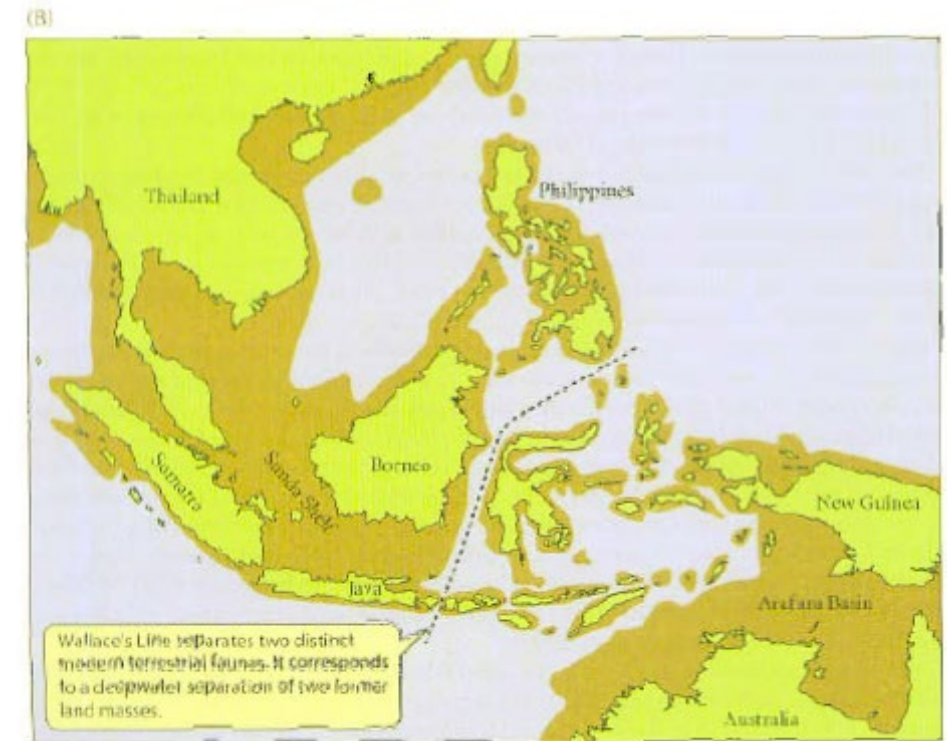 (B)
Thailand
Philippines
Sumatra
Sunda Shelf
Borneo
New Guinea
Java
Arafura Basin
Wallace's Line separates two distinct
modern terrestrial faunas. It corresponds
to a deepwater separation of two former
land masses.
Australia